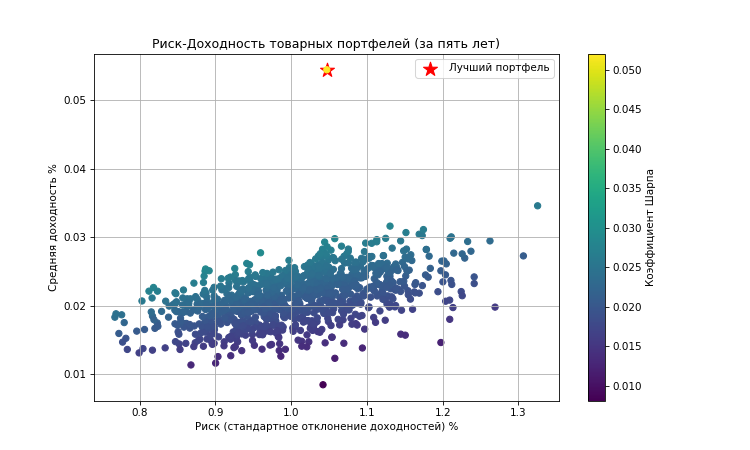 Риск-Доходность товарных портфелей (за пять лет)
Лучший портфель
Средняя доходность %
0.05
0.04
0.03
0.02
0.01
0.8 0.9 1.0 1.1 1.2 1.3
Риск (стандартное отклонение доходностей) %
0.050
0.045
0.040
0.035
0.030
0.025
0.020
0.015
0.010
Коэффициент Шарпа